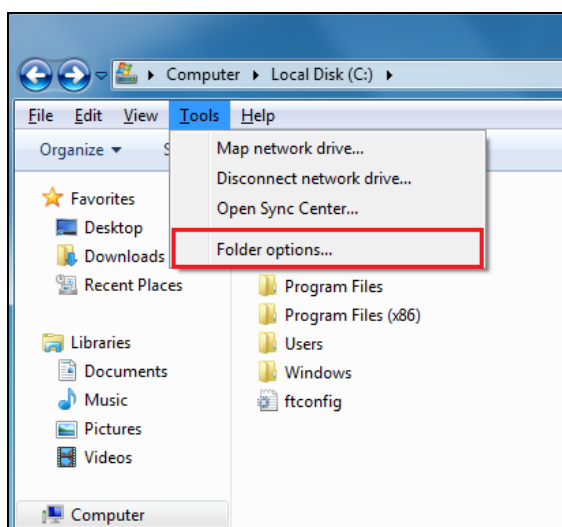 Computer Local Disk (C:)
File Edit View Tools Help
Organize
Map network drive...
Disconnect network drive...
Open Sync Center...
Folder options...
Favorites
Desktop
Downloads
Recent Places
Libraries
Documents
Music
Pictures
Videos
Computer
Program Files
Program Files (x86)
Users
Windows
ftconfig